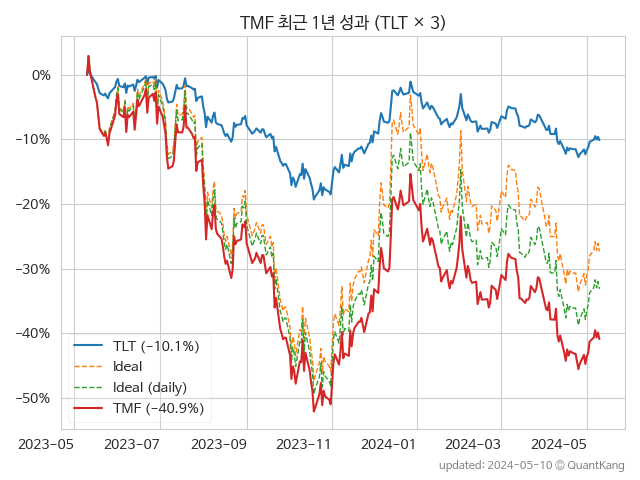 TMF 최근 1년 성과 (TLT × 3)
0%
−10%
−20%
−30%
−40%
−50%
TLT (−10.1%)
Ideal
Ideal (daily)
TMF (−40.9%)
2023-05 2023-07 2023-09 2023-11 2024-01 2024-03 2024-05
updated: 2024-05-10 © QuantKang